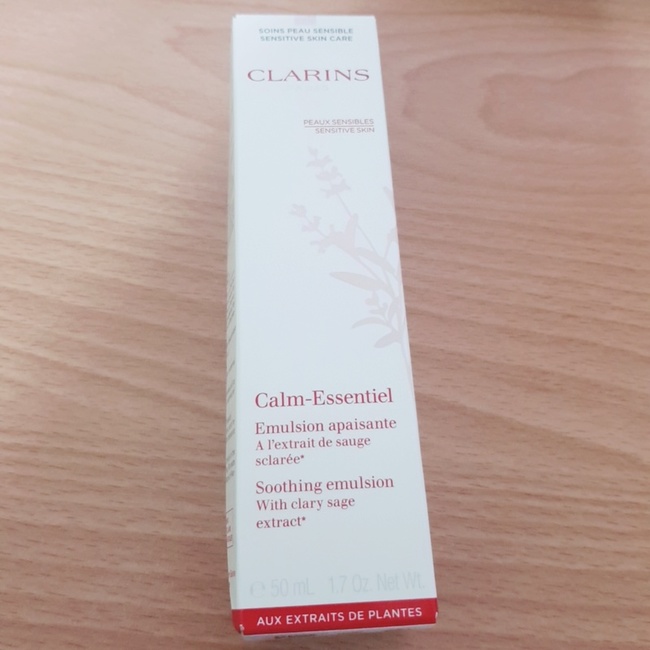 SOINS PEAU SENSIBLE
SENSITIVE SKIN CARE
CLARINS
PEAUX SENSIBLES
SENSITIVE SKIN
Calm-Essentiel
Emulsion apaisante
A l'extrait de sauge
sclarée*
Soothing emulsion
With clary sage
extract*
℮ 50 mL 1.7 Oz. Net Wt.
AUX EXTRAITS DE PLANTES